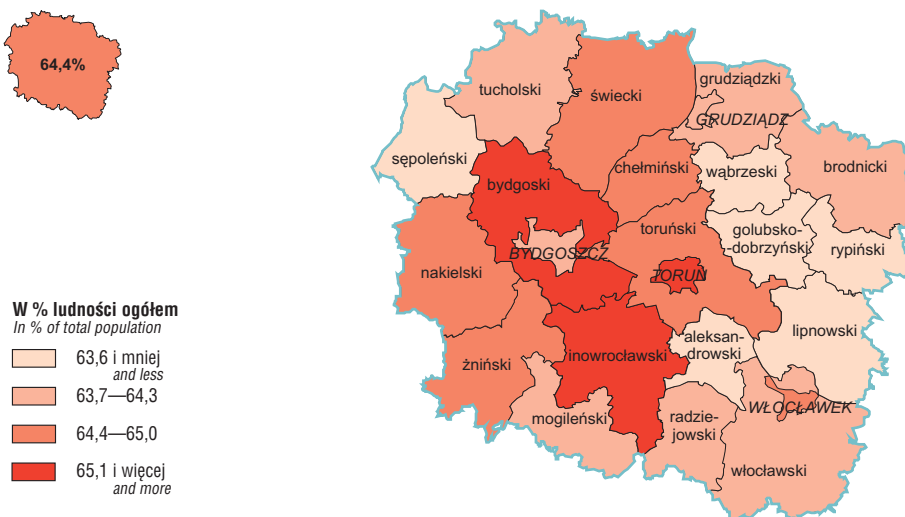 64,4%
tucholski
świecki
grudziądzki
GRUDZIĄDZ
sępoleński
bydgoski
chełmiński
wąbrzeski
brodnicki
BYDGOSZCZ
toruński
golubsko-
-dobrzyński
rypiński
nakielski
TORUŃ
W % ludności ogółem
In % of total population
63,6 i mniej
and less
63,7—64,3
64,4—65,0
65,1 i więcej
and more
żniński
inowrocławski
aleksan-
drowski
lipnowski
mogileński
radzie-
jowski
WŁOCŁAWEK
włocławski